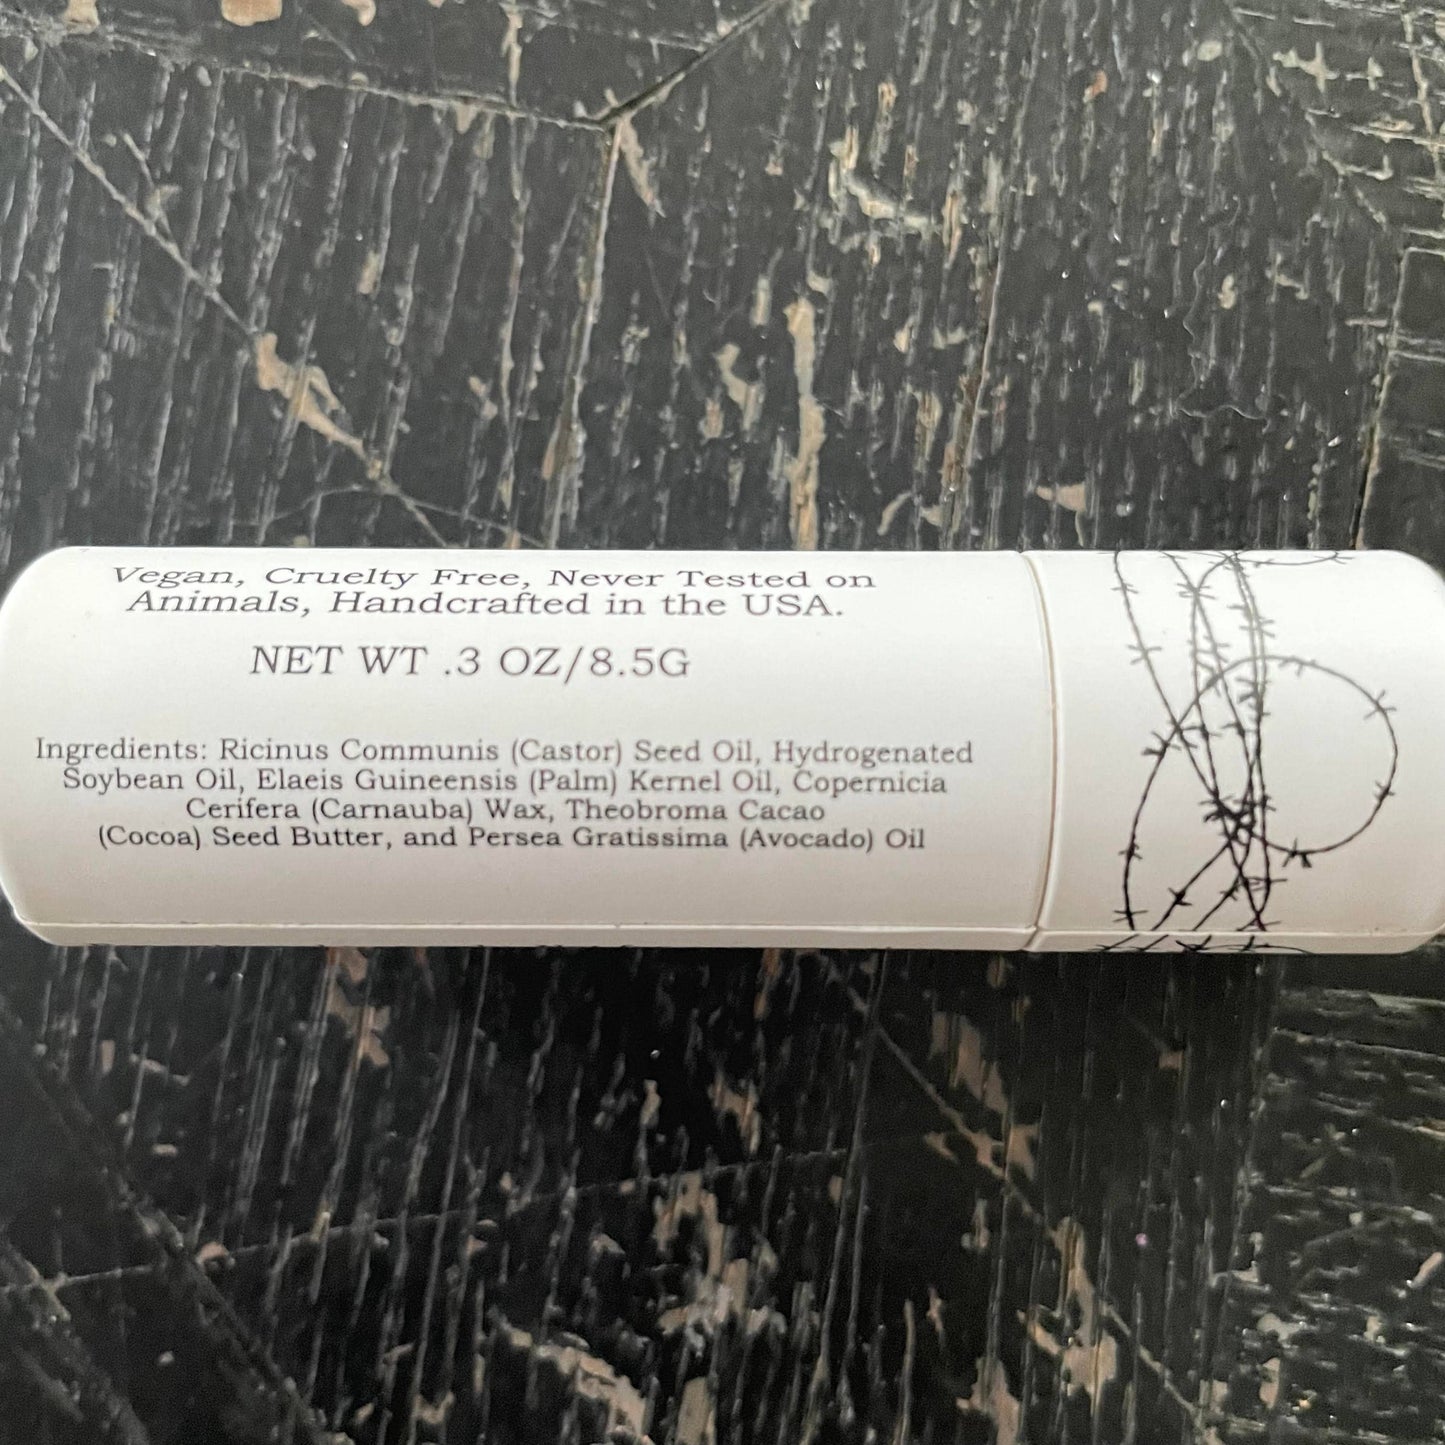 Vegan, Cruelty Free, Never Tested on
Animals, Handcrafted in the USA.
NET WT .3 OZ/8.5G
Ingredients: Ricinus Communis (Castor) Seed Oil, Hydrogenated
Soybean Oil, Elaeis Guineensis (Palm) Kernel Oil, Copernicia
Cerifera (Carnauba) Wax, Theobroma Cacao
(Cocoa) Seed Butter, and Persea Gratissima (Avocado) Oil